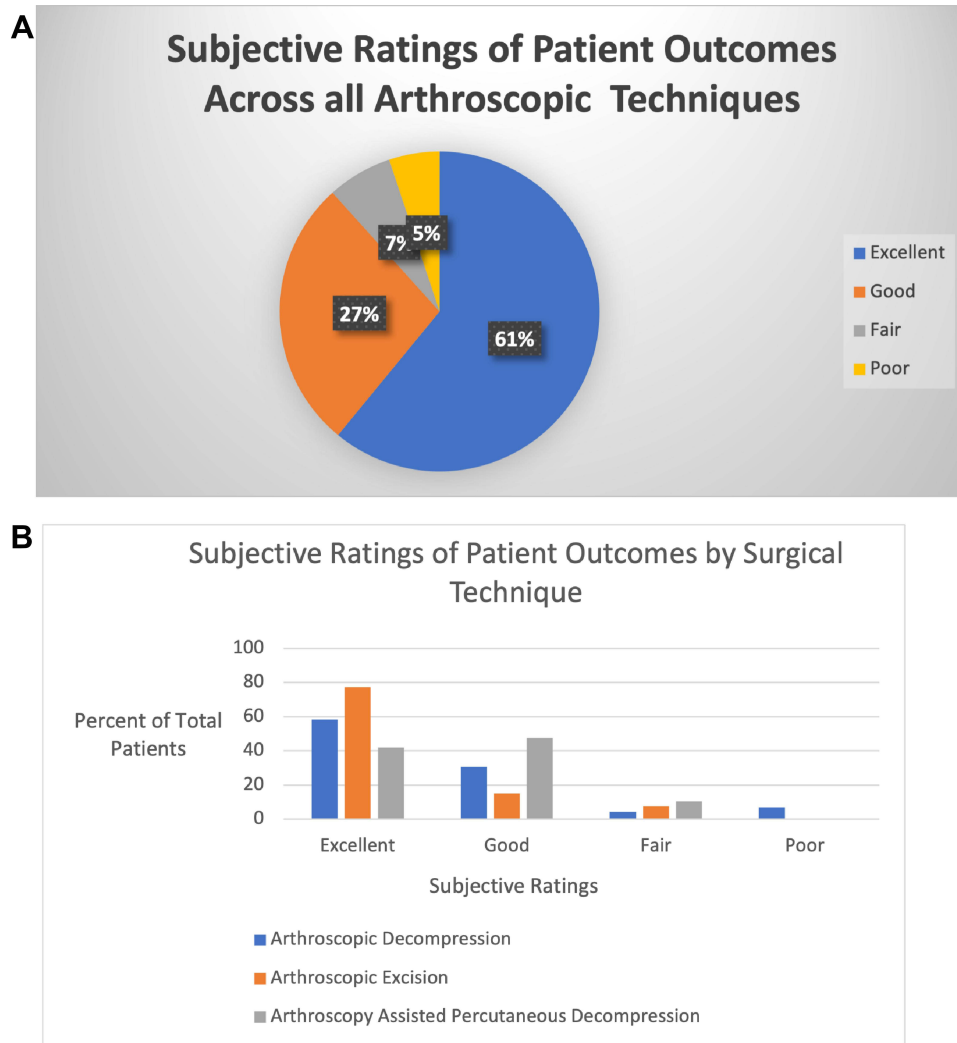 A
Subjective Ratings of Patient Outcomes
Across all Arthroscopic Techniques
7%
5%
27%
61%
Excellent
Good
Fair
Poor
B
Subjective Ratings of Patient Outcomes by Surgical
Technique
Percent of Total
Patients
100
80
60
40
20
0
Excellent
Good
Fair
Poor
Subjective Ratings
Arthroscopic Decompression
Arthroscopic Excision
Arthroscopy Assisted Percutaneous Decompression